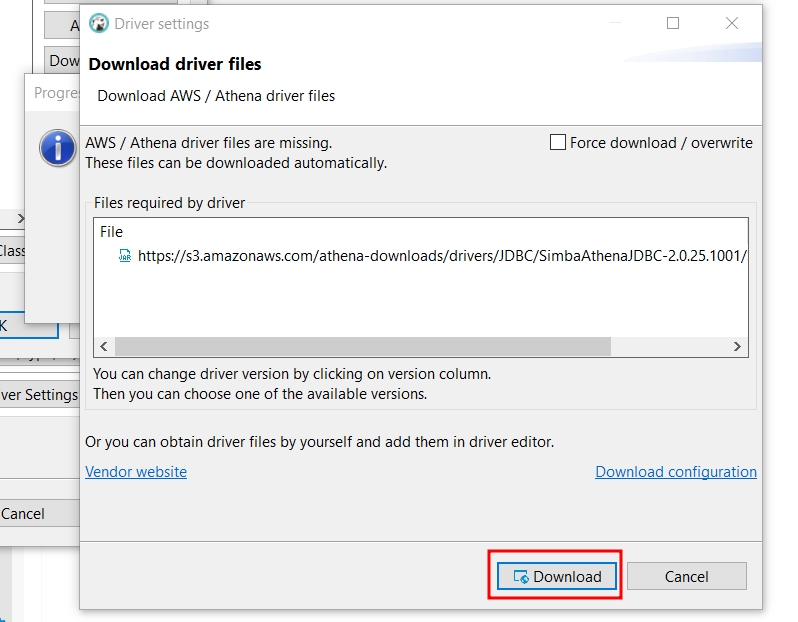 Driver settings
Download driver files
Download AWS / Athena driver files
AWS / Athena driver files are missing.
These files can be downloaded automatically.
Force download / overwrite
Files required by driver
File
https://s3.amazonaws.com/athena-downloads/drivers/JDBC/SimbaAthenaJDBC-2.0.25.1001/
You can change driver version by clicking on version column.
Then you can choose one of the available versions.
Or you can obtain driver files by yourself and add them in driver editor.
Vendor website
Download configuration
Download
Cancel
A
Dow
Progre
Class
K
ver Settings
Cancel